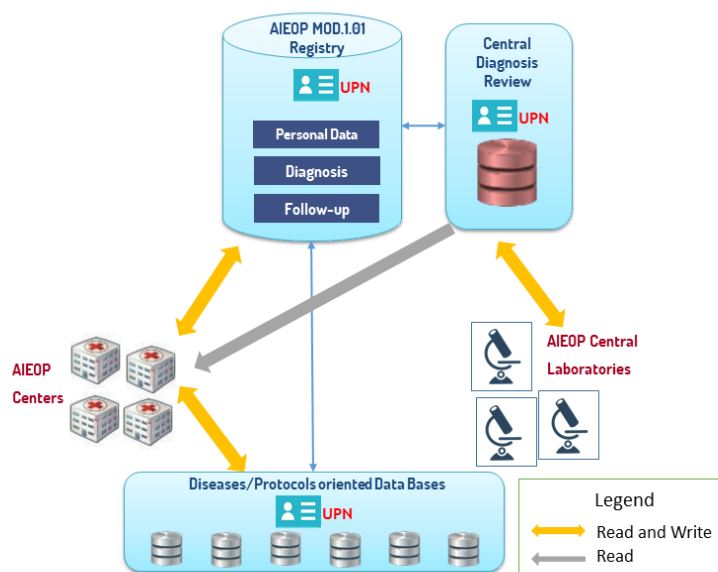 AIEOP MOD.1.01
Registry
UPN
Personal Data
Diagnosis
Follow-up
Central
Diagnosis
Review
UPN
AIEOP
Centers
AIEOP Central
Laboratories
Diseases/Protocols oriented Data Bases
UPN
Legend
Read and Write
Read